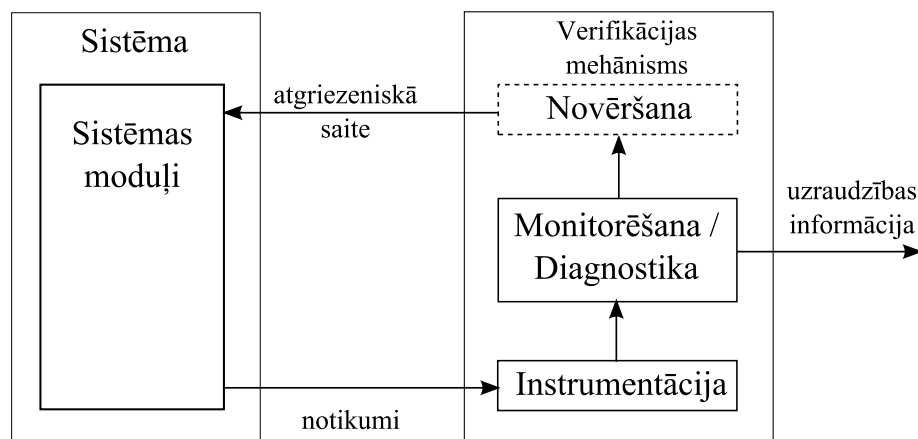 Sistēma
Sistēmas
moduļi
atgriezeniskā
saite
notikumi
Verifikācijas
mehānisms
Novēršana
Monitorēšana /
Diagnostika
Instrumentācija
uzraudzības
informācija